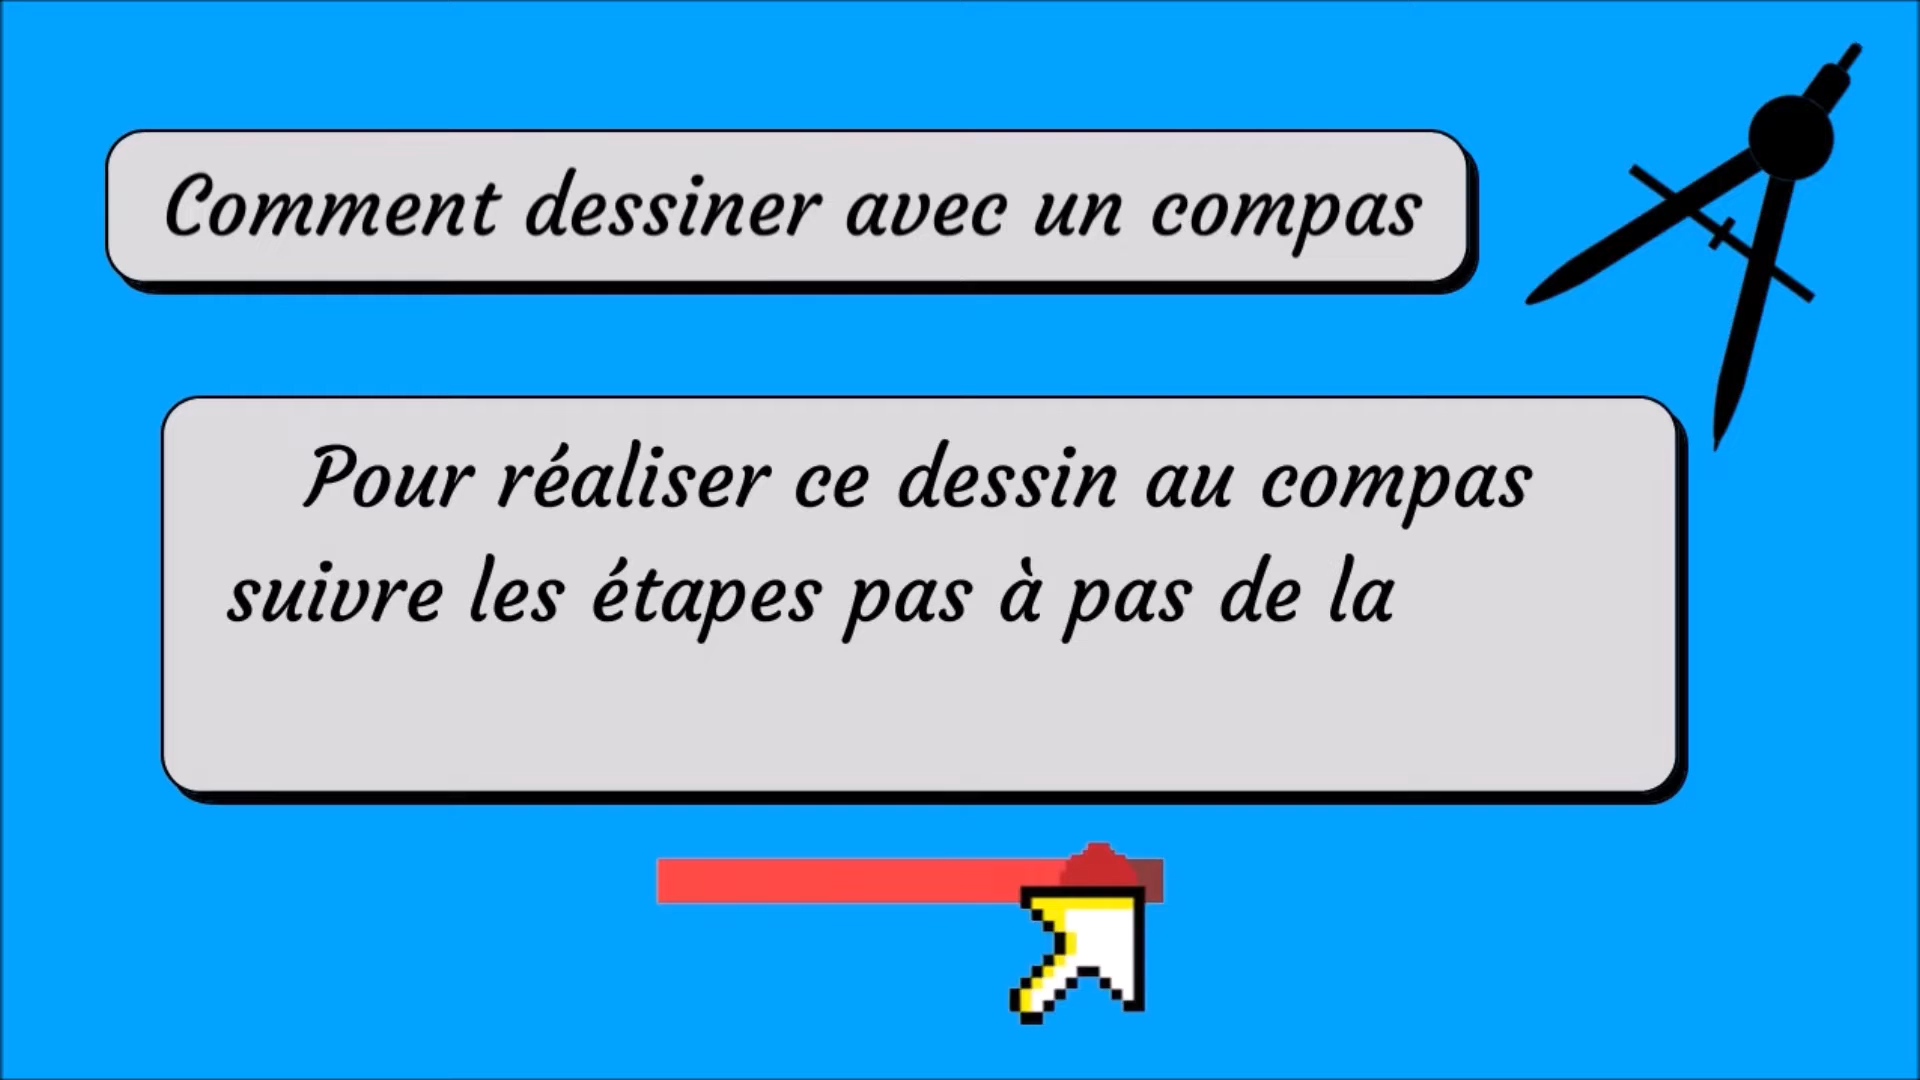 Comment dessiner avec un compas
Pour réaliser ce dessin au compas
suivre les étapes pas à pas de la